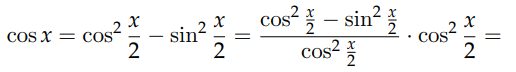 cos x = cos² x/2 − sin² x/2 = (cos² x/2 − sin² x/2)/(cos² x/2) · cos² x/2 =